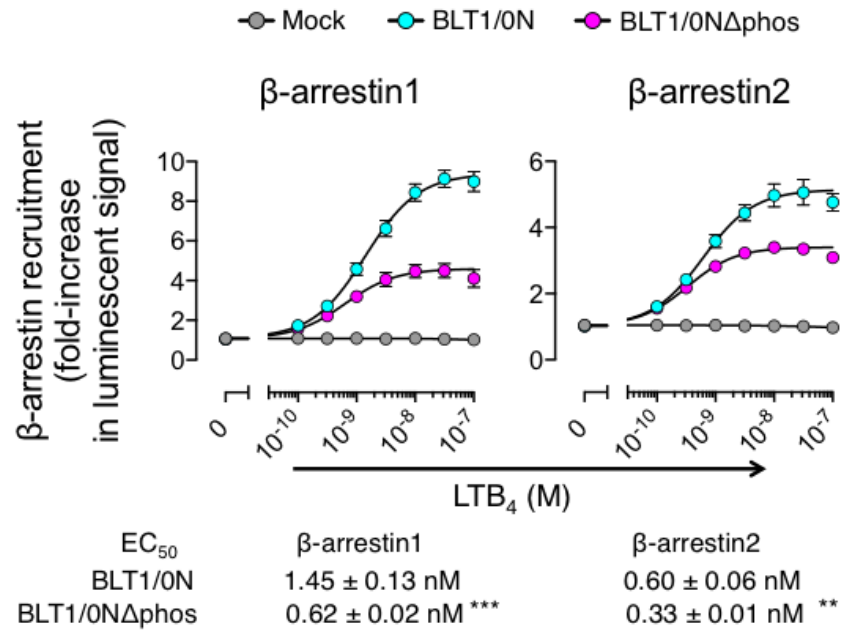 Mock BLT1/0N BLT1/0NΔphos
β-arrestin1 β-arrestin2
β-arrestin recruitment
(fold-increase
in luminescent signal)
10 6
8
6 4
4
2 2
0 0
0 10-10 10-9 10-8 10-7 0 10-10 10-9 10-8 10-7
LTB4 (M)
EC50 β-arrestin1 β-arrestin2
BLT1/0N 1.45 ± 0.13 nM 0.60 ± 0.06 nM
BLT1/0NΔphos 0.62 ± 0.02 nM *** 0.33 ± 0.01 nM **